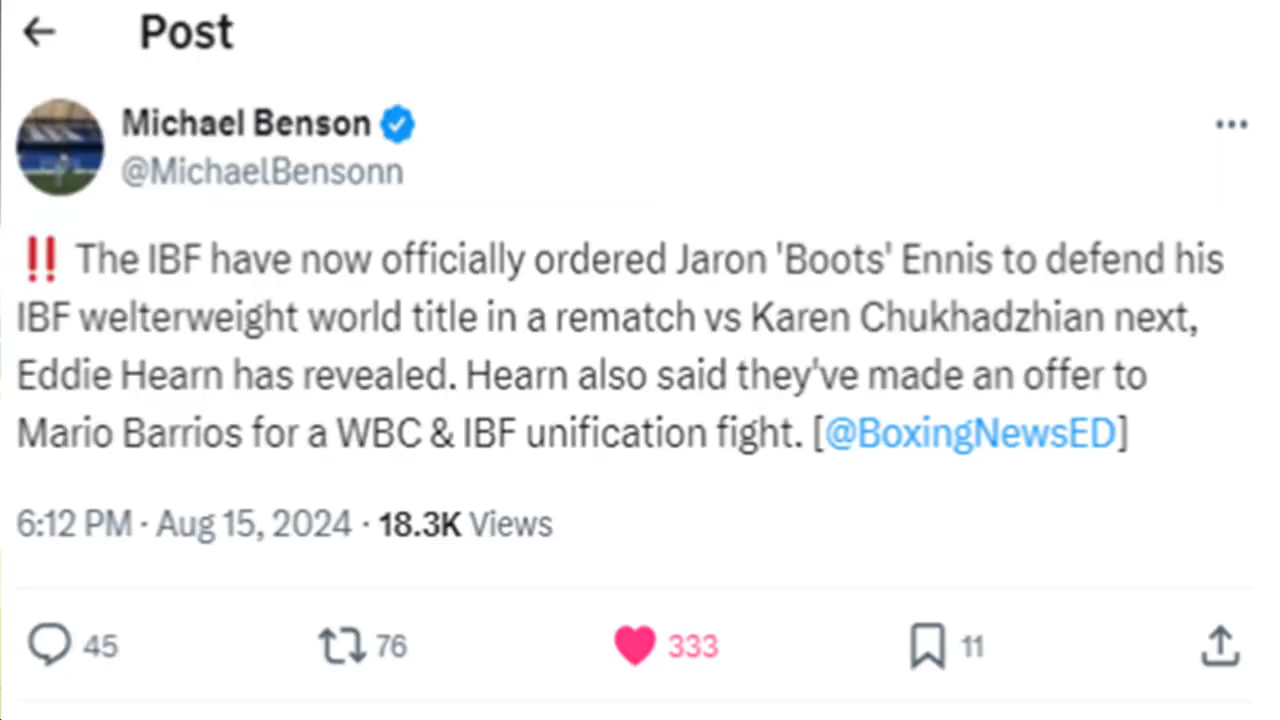 Post
Michael Benson
@MichaelBensonn
‼️ The IBF have now officially ordered Jaron 'Boots' Ennis to defend his
IBF welterweight world title in a rematch vs Karen Chukhadzhian next,
Eddie Hearn has revealed. Hearn also said they've made an offer to
Mario Barrios for a WBC & IBF unification fight. [@BoxingNewsED]
6:12 PM · Aug 15, 2024 · 18.3K Views
45 76 333 11